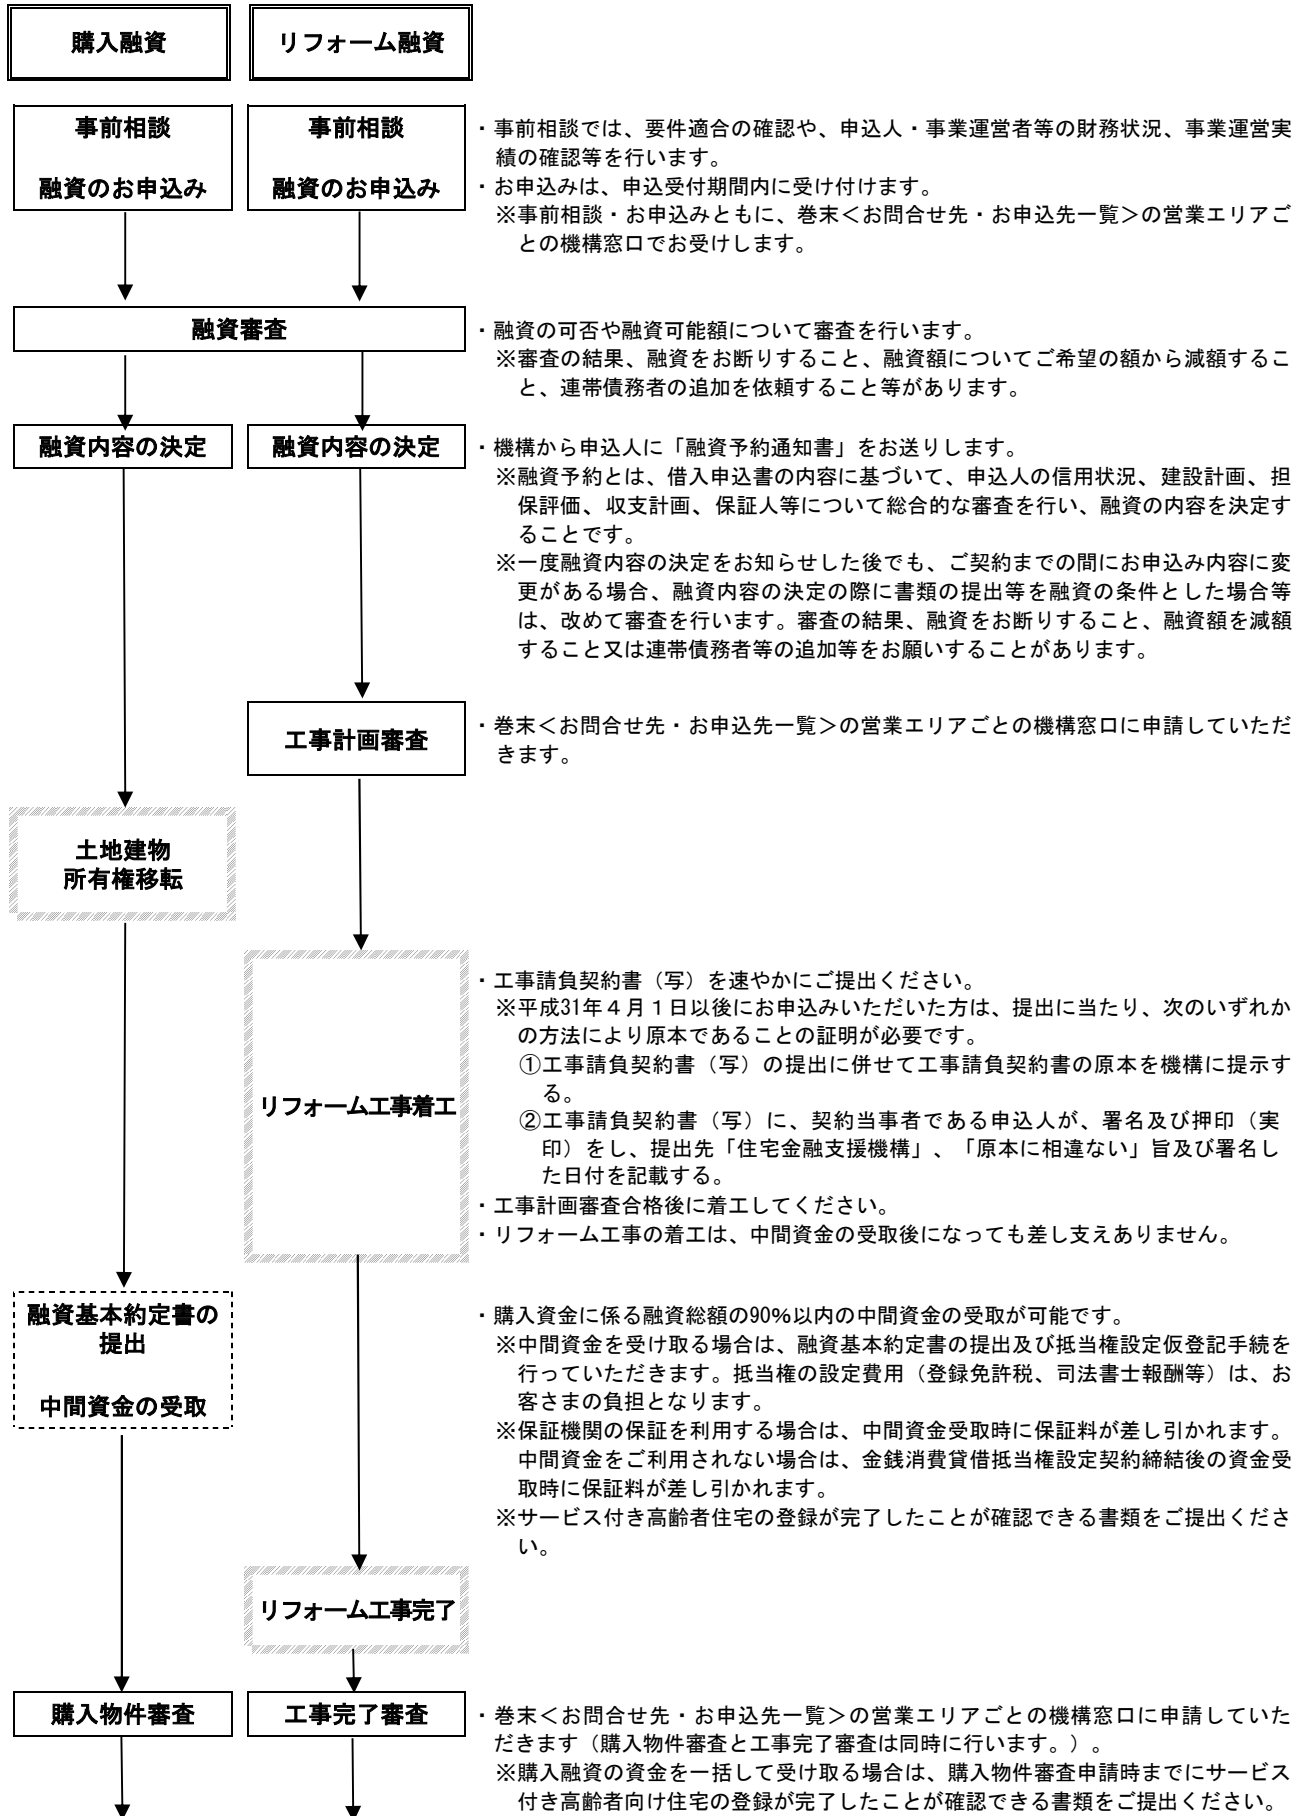 購入融資
リフォーム融資
事前相談
融資のお申込み
事前相談
融資のお申込み
・事前相談では、要件適合の確認や、申込人・事業運営者等の財務状況、事業運営実
績の確認等を行います。
・お申込みは、申込受付期間内に受け付けます。
※事前相談・お申込みともに、巻末＜お問合せ先・お申込先一覧＞の営業エリアご
との機構窓口でお受けします。
融資審査
・融資の可否や融資可能額について審査を行います。
※審査の結果、融資をお断りすること、融資額についてご希望の額から減額するこ
と、連帯債務者の追加を依頼すること等があります。
融資内容の決定
融資内容の決定
・機構から申込人に「融資予約通知書」をお送りします。
※融資予約とは、借入申込書の内容に基づいて、申込人の信用状況、建設計画、担
保評価、収支計画、保証人等について総合的な審査を行い、融資の内容を決定す
ることです。
※一度融資内容の決定をお知らせした後でも、ご契約までの間にお申込み内容に変
更がある場合、融資内容の決定の際に書類の提出等を融資の条件とした場合等
は、改めて審査を行います。審査の結果、融資をお断りすること、融資額を減額
すること又は連帯債務者等の追加等をお願いすることがあります。
工事計画審査
・巻末＜お問合せ先・お申込先一覧＞の営業エリアごとの機構窓口に申請していただ
きます。
土地建物
所有権移転
リフォーム工事着工
・工事請負契約書（写）を速やかにご提出ください。
※平成31年４月１日以後にお申込みいただいた方は、提出に当たり、次のいずれか
の方法により原本であることの証明が必要です。
①工事請負契約書（写）の提出に併せて工事請負契約書の原本を機構に提示す
る。
②工事請負契約書（写）に、契約当事者である申込人が、署名及び押印（実
印）をし、提出先「住宅金融支援機構」、「原本に相違ない」旨及び署名し
た日付を記載する。
・工事計画審査合格後に着工してください。
・リフォーム工事の着工は、中間資金の受取後になっても差し支えありません。
融資基本約定書の
提出
中間資金の受取
・購入資金に係る融資総額の90％以内の中間資金の受取が可能です。
※中間資金を受け取る場合は、融資基本約定書の提出及び抵当権設定仮登記手続を
行っていただきます。抵当権の設定費用（登録免許税、司法書士報酬等）は、お
客さまの負担となります。
※保証機関の保証を利用する場合は、中間資金受取時に保証料が差し引かれます。
中間資金をご利用されない場合は、金銭消費貸借抵当権設定契約締結後の資金受
取時に保証料が差し引かれます。
※サービス付き高齢者住宅の登録が完了したことが確認できる書類をご提出くださ
い。
リフォーム工事完了
購入物件審査
工事完了審査
・巻末＜お問合せ先・お申込先一覧＞の営業エリアごとの機構窓口に申請していた
だきます（購入物件審査と工事完了審査は同時に行います。）。
※購入融資の資金を一括して受け取る場合は、購入物件審査申請時までにサービス
付き高齢者向け住宅の登録が完了したことが確認できる書類をご提出ください。